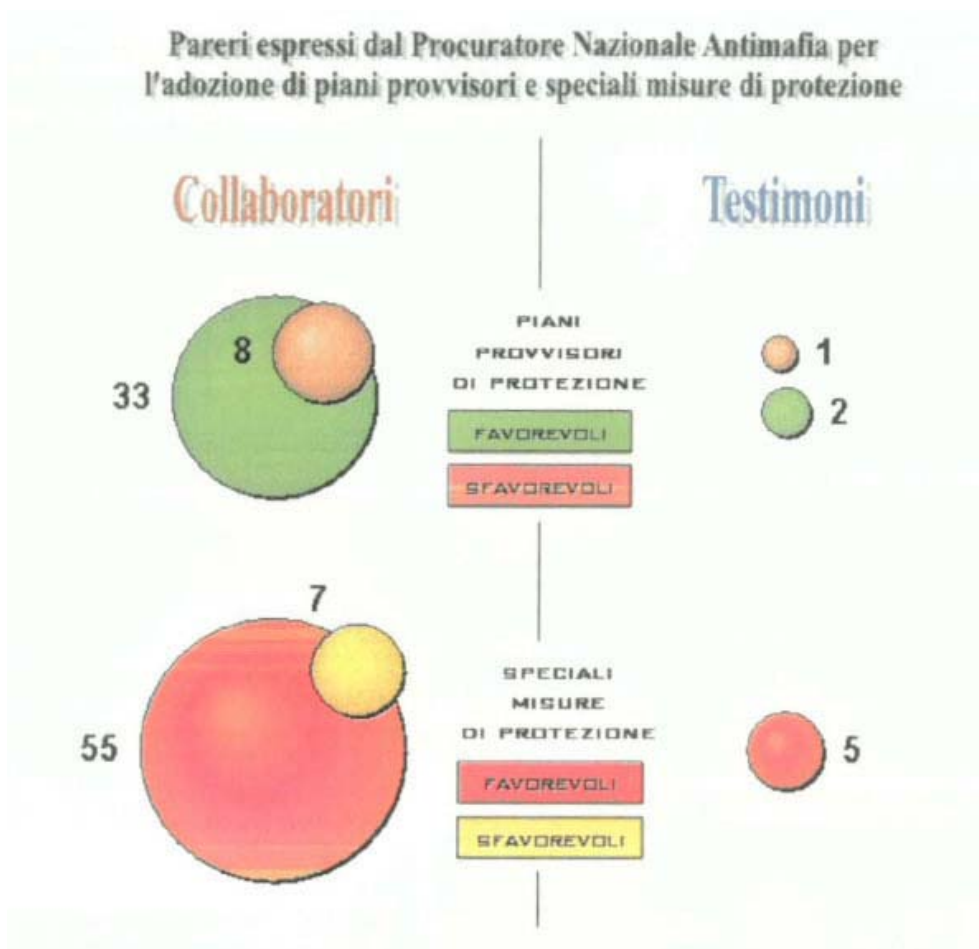 Pareri espressi dal Procuratore Nazionale Antimafia per
l'adozione di piani provvisori e speciali misure di protezione
Collaboratori
Testimoni
8
33
PIANI
PROVVISORI
DI PROTEZIONE
FAVOREVOLI
SFAVOREVOLI
1
2
7
55
SPECIALI
MISURE
DI PROTEZIONE
FAVOREVOLI
SFAVOREVOLI
5